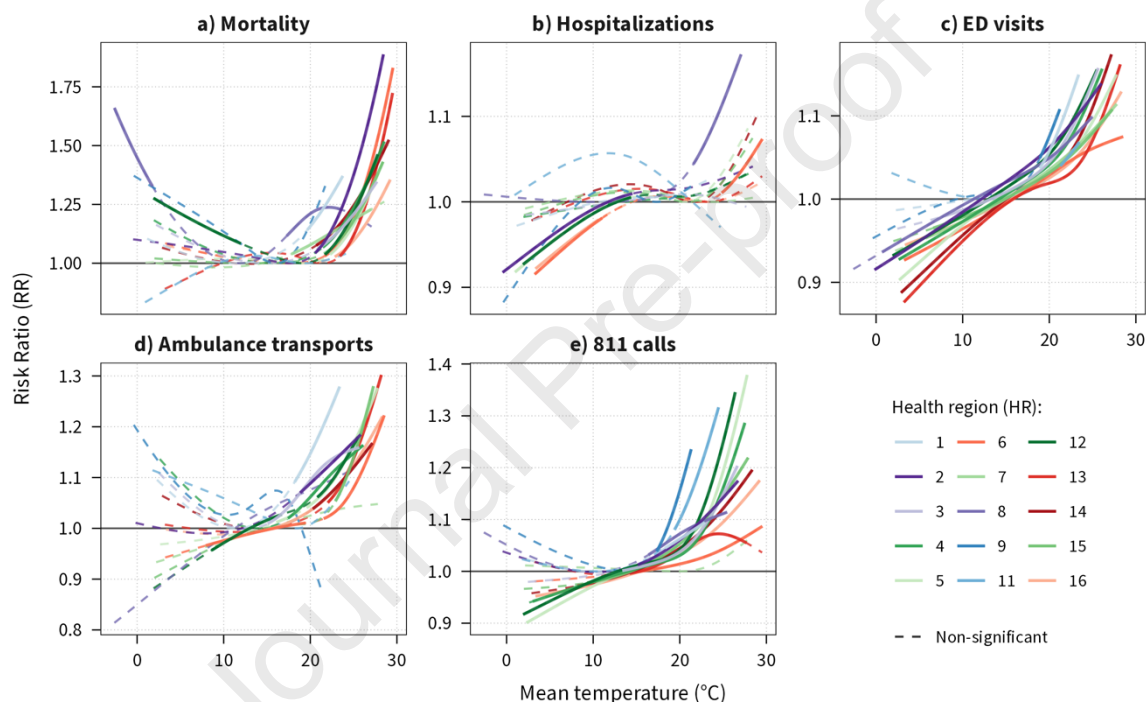 a) Mortality
b) Hospitalizations
c) ED visits
1.75
1.50
1.25
1.00
1.1
1.0
0.9
1.1
1.0
0.9
0 10 20 30
Risk Ratio (RR)
d) Ambulance transports
e) 811 calls
1.3
1.2
1.1
1.0
0.9
0.8
0 10 20 30
1.4
1.3
1.2
1.1
1.0
0.9
0 10 20 30
Mean temperature (°C)
Health region (HR):
1 6 12
2 7 13
3 8 14
4 9 15
5 11 16
Non-significant
Journal Pre-proof